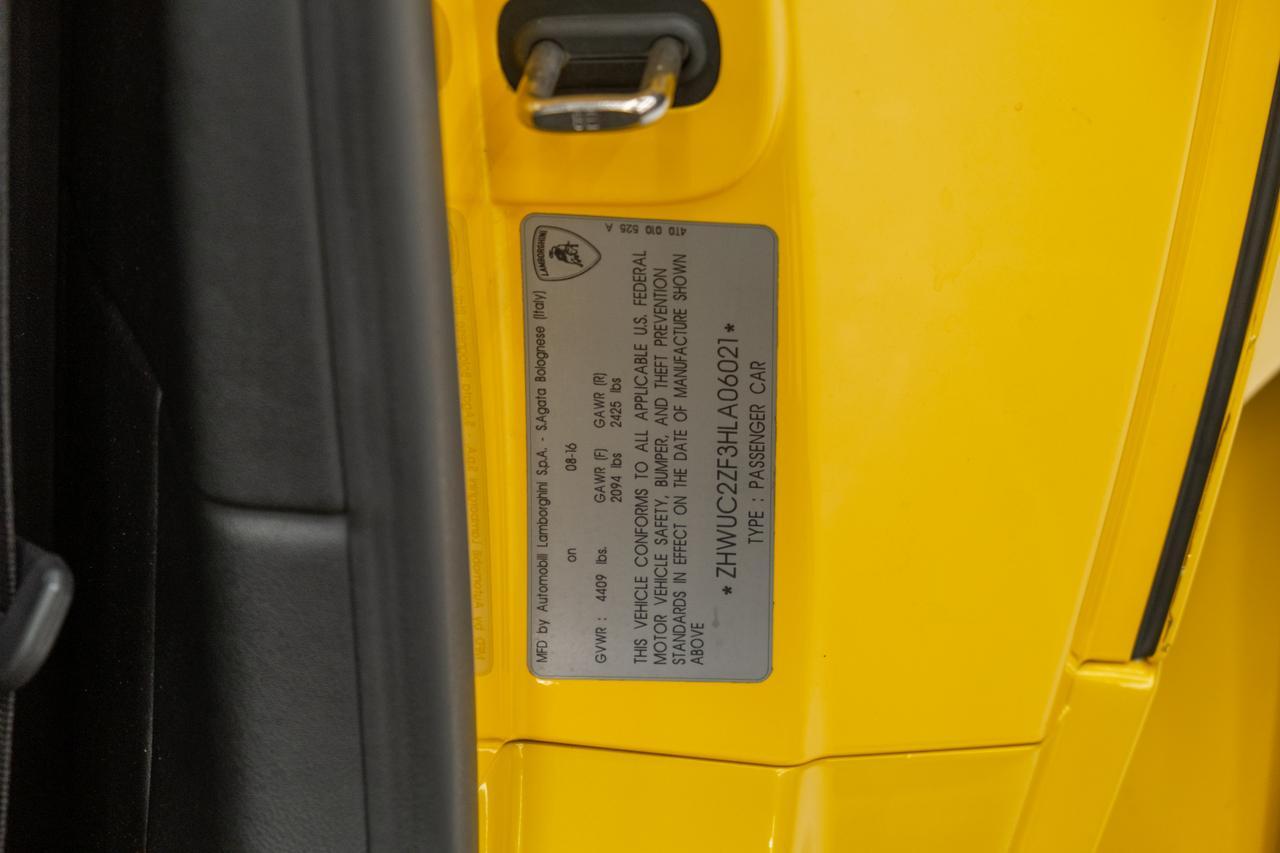 LAMBORGHINI
MFD by Automobili Lamborghini S.p.A. - S.Agata Bolognese (Italy)
on 08-16
GVWR : 4409 lbs. GAWR (F) GAWR (R)
2094 lbs 2425 lbs
THIS VEHICLE CONFORMS TO ALL APPLICABLE U.S. FEDERAL
MOTOR VEHICLE SAFETY, BUMPER, AND THEFT PREVENTION
STANDARDS IN EFFECT ON THE DATE OF MANUFACTURE SHOWN
ABOVE
* ZHWUC2ZF3HLA06021*
TYPE : PASSENGER CAR
4T0 010 525 A